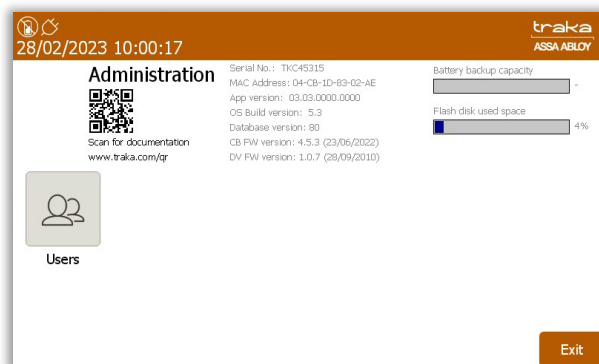 traka
28/02/2023 10:00:17
ASSA ABLOY
Administration
Scan for documentation
www.traka.com/qr
Serial No.: TKC45315
MAC Address: 04-CB-1D-83-02-AE
App version: 03.03.0000.0000
OS Build version: 5.3
Database version: 80
CB FW version: 4.5.3 (23/06/2022)
DV FW version: 1.0.7 (28/09/2010)
Battery backup capacity
-
Flash disk used space
4%
Users
Exit